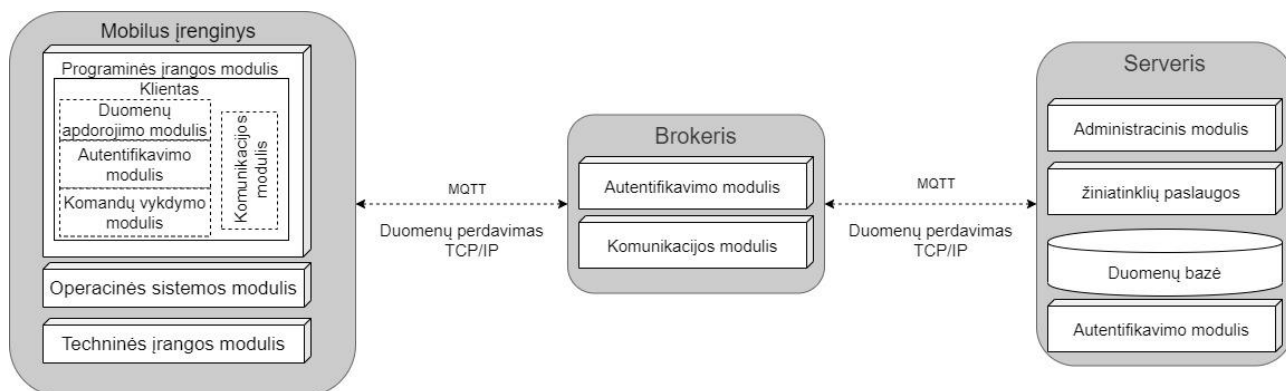 Mobilus įrenginys
Programinės įrangos modulis
Klientas
Duomenų
apdorojimo modulis
Autentifikavimo
modulis
Komandų vykdymo
modulis
Komunikacijos
modulis
Operacinės sistemos modulis
Techninės įrangos modulis
MQTT
Duomenų perdavimas
TCP/IP
Brokeris
Autentifikavimo modulis
Komunikacijos modulis
MQTT
Duomenų perdavimas
TCP/IP
Serveris
Administracinis modulis
žiniatinklių paslaugos
Duomenų bazė
Autentifikavimo modulis